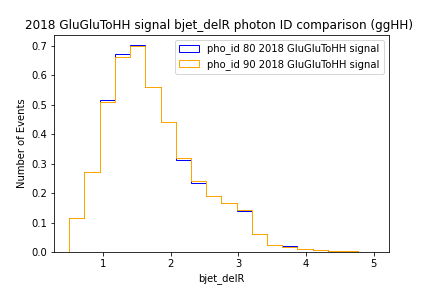 2018 GluGluToHH signal bjet_delR photon ID comparison (ggHH)
pho_id 80 2018 GluGluToHH signal
pho_id 90 2018 GluGluToHH signal
Number of Events
0.7
0.6
0.5
0.4
0.3
0.2
0.1
0.0
1 2 3 4 5
bjet_delR